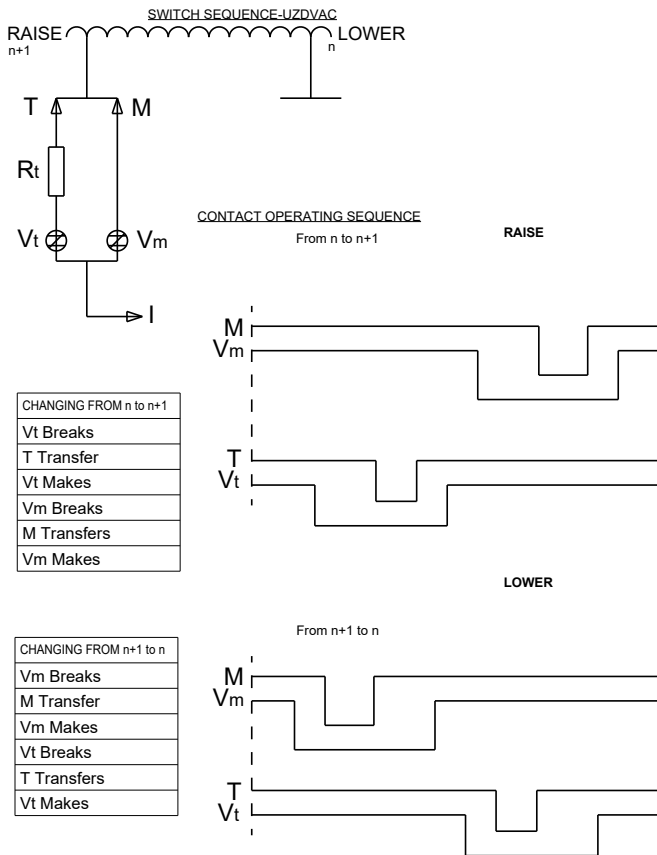 SWITCH SEQUENCE-UZDVAC
RAISE
n+1
n
LOWER
T
M
Rt
Vt
Vm
I
CONTACT OPERATING SEQUENCE
From n to n+1
RAISE
M
Vm
T
Vt
CHANGING FROM n to n+1
Vt Breaks
T Transfer
Vt Makes
Vm Breaks
M Transfers
Vm Makes
LOWER
From n+1 to n
M
Vm
T
Vt
CHANGING FROM n+1 to n
Vm Breaks
M Transfer
Vm Makes
Vt Breaks
T Transfers
Vt Makes